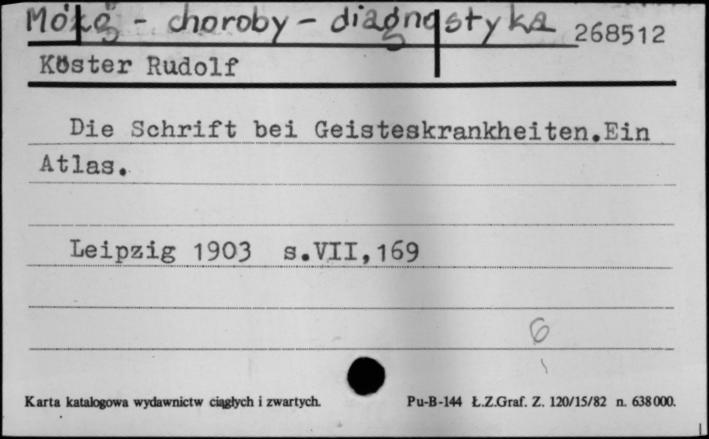 Mózg - choroby - diagnostyka 268512
Köster Rudolf
Die Schrift bei Geisteskrankheiten.Ein
Atlas.
Leipzig 1903 s.VII,169
6
Karta katalogowa wydawnictw ciągłych i zwartych. Pu-B-144 Ł.Z.Graf. Z. 120/15/82 n. 638000.